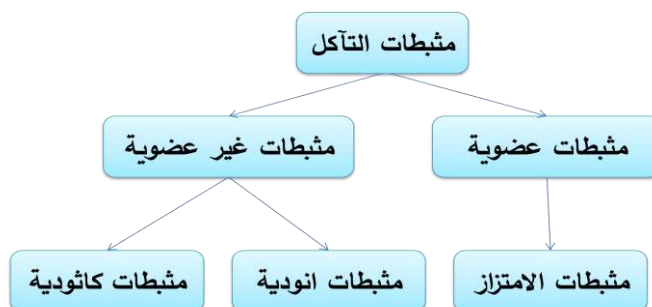 مثبطات التآكل
مثبطات عضوية
مثبطات غير عضوية
مثبطات الامتزاز
مثبطات انودية
مثبطات كاثودية